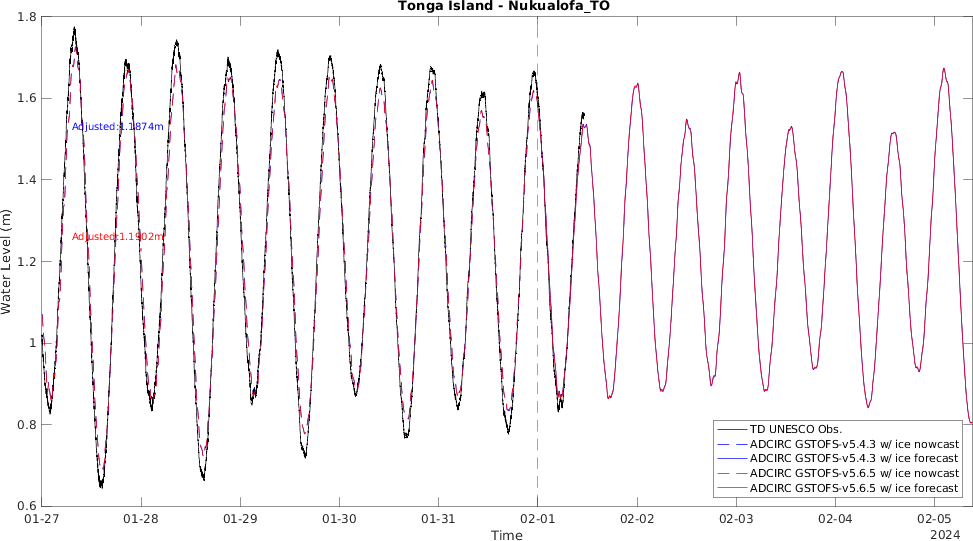 Tonga Island - Nukualofa_TO
1.8
1.6
1.4
1.2
1
0.8
0.6
Water Level (m)
Adjusted:1.1874m
Adjusted:1.1902m
TD UNESCO Obs.
ADCIRC GSTOFS-v5.4.3 w/ ice nowcast
ADCIRC GSTOFS-v5.4.3 w/ ice forecast
ADCIRC GSTOFS-v5.6.5 w/ ice nowcast
ADCIRC GSTOFS-v5.6.5 w/ ice forecast
01-27 01-28 01-29 01-30 01-31 02-01 02-02 02-03 02-04 02-05
Time
2024